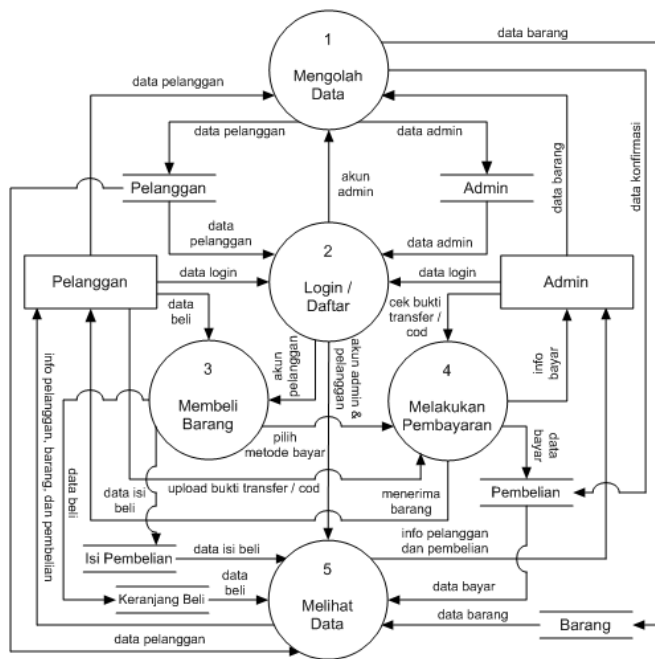 1
Mengolah
Data
data barang
data pelanggan
data pelanggan
data admin
data konfirmasi
akun
admin
data barang
Pelanggan
Admin
data
pelanggan
2
Login /
Daftar
data admin
Pelanggan
data login
data login
Admin
data
beli
cek bukti
transfer /
cod
info pelanggan, barang, dan pembelian
akun
pelanggan
akun admin &
pelanggan
info
bayar
3
Membeli
Barang
4
Melakukan
Pembayaran
pilih
metode bayar
data
bayar
data beli
data isi
beli
upload bukti transfer / cod
menerima
barang
Pembelian
info pelanggan
dan pembelian
Isi Pembelian
data isi beli
5
Melihat
Data
Keranjang Beli
data
beli
data bayar
data barang
Barang
data pelanggan